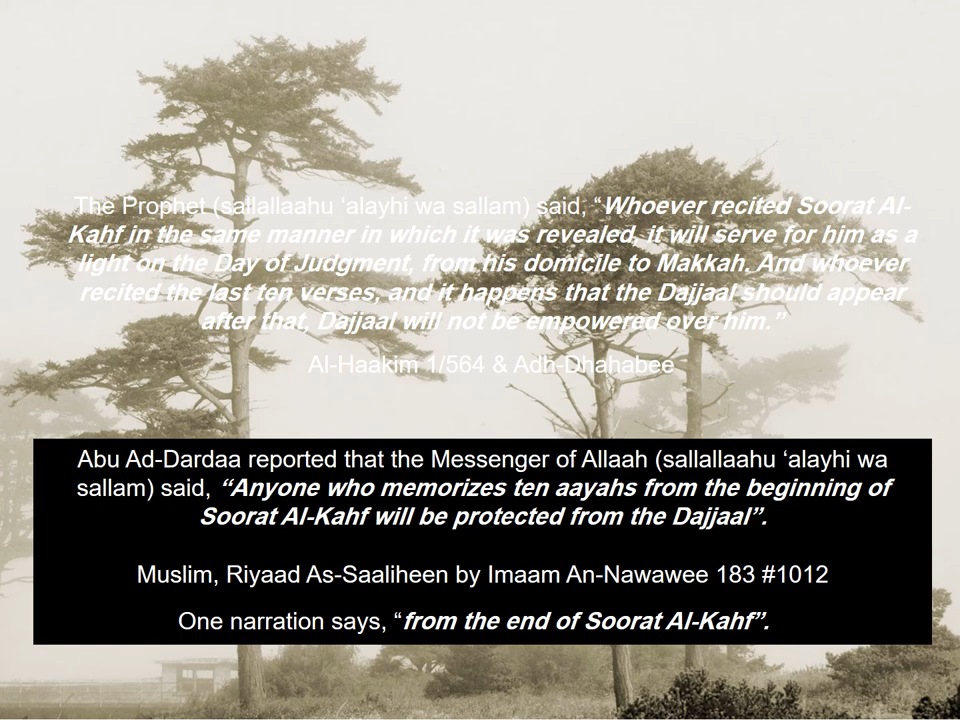 The Prophet (sallallaahu ‘alayhi wa sallam) said, “Whoever recited Soorat Al-
Kahf in the same manner in which it was revealed, it will serve for him as a
light on the Day of Judgment, from his domicile to Makkah. And whoever
recited the last ten verses, and it happens that the Dajjaal should appear
after that, Dajjaal will not be empowered over him.”
Al-Haakim 1/564 & Adh-Dhahabee
Abu Ad-Dardaa reported that the Messenger of Allaah (sallallaahu ‘alayhi wa
sallam) said, “Anyone who memorizes ten aayahs from the beginning of
Soorat Al-Kahf will be protected from the Dajjaal”.
Muslim, Riyaad As-Saaliheen by Imaam An-Nawawee 183 #1012
One narration says, “from the end of Soorat Al-Kahf”.